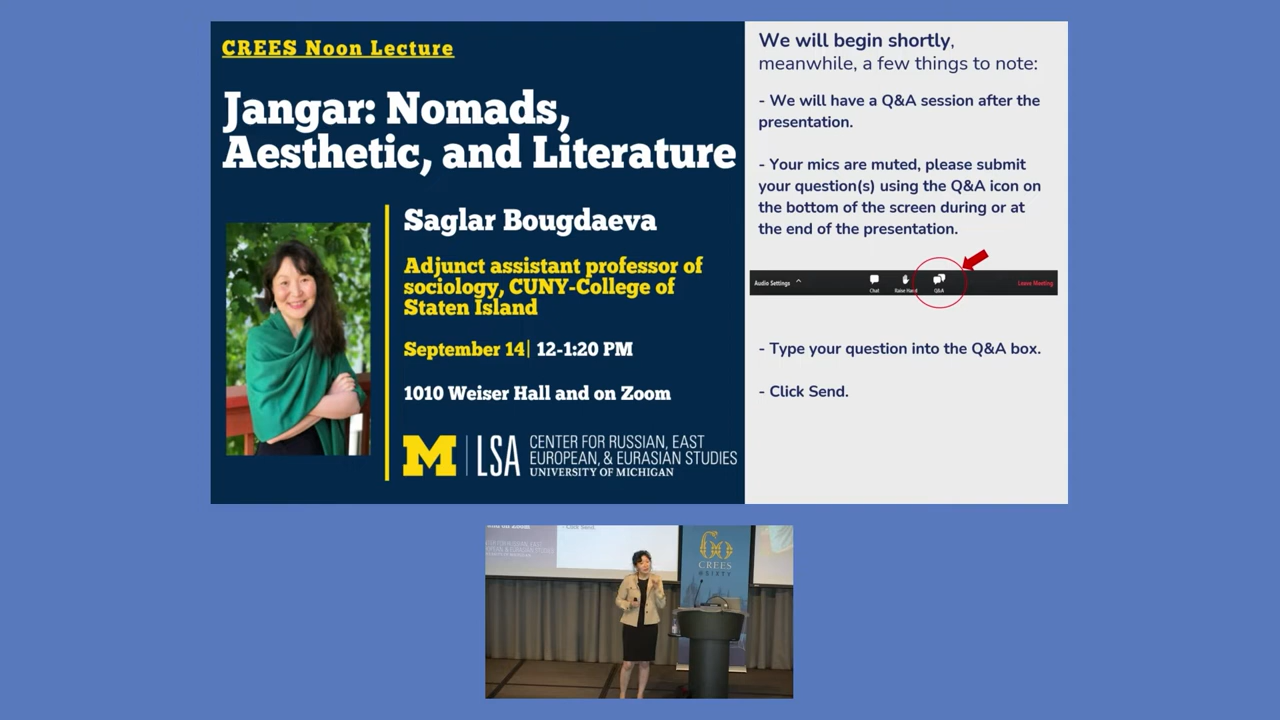 CREES Noon Lecture
Jangar: Nomads,
Aesthetic, and Literature
Saglar Bougdaeva
Adjunct assistant professor of
sociology, CUNY-College of
Staten Island
September 14| 12-1:20 PM
1010 Weiser Hall and on Zoom
M LSA CENTER FOR RUSSIAN, EAST
EUROPEAN, & EURASIAN STUDIES
UNIVERSITY OF MICHIGAN
We will begin shortly,
meanwhile, a few things to note:
- We will have a Q&A session after the
presentation.
- Your mics are muted, please submit
your question(s) using the Q&A icon on
the bottom of the screen during or at
the end of the presentation.
Audio Settings Chat Raise Hand Q&A Leave Meeting
- Type your question into the Q&A box.
- Click Send.
- Click Send.
60
CREES